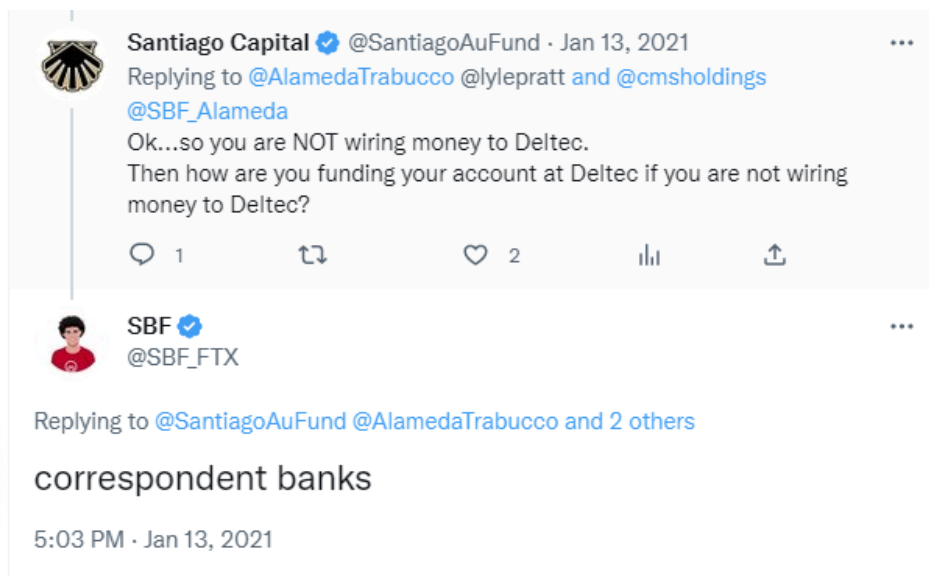 Santiago Capital @SantiagoAuFund · Jan 13, 2021
Replying to @AlamedaTrabucco @lylepratt and @cmsholdings
@SBF_Alameda
Ok...so you are NOT wiring money to Deltec.
Then how are you funding your account at Deltec if you are not wiring
money to Deltec?
1 2
SBF
@SBF_FTX
Replying to @SantiagoAuFund @AlamedaTrabucco and 2 others
correspondent banks
5:03 PM · Jan 13, 2021